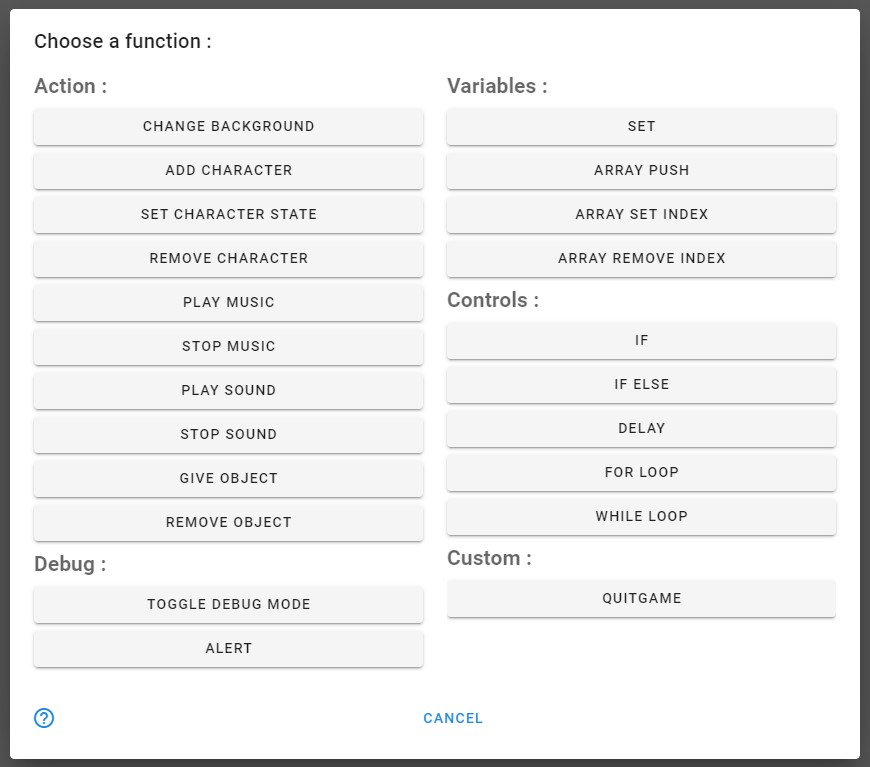 Choose a function :
Action :
CHANGE BACKGROUND
ADD CHARACTER
SET CHARACTER STATE
REMOVE CHARACTER
PLAY MUSIC
STOP MUSIC
PLAY SOUND
STOP SOUND
GIVE OBJECT
REMOVE OBJECT
Debug :
TOGGLE DEBUG MODE
ALERT
Variables :
SET
ARRAY PUSH
ARRAY SET INDEX
ARRAY REMOVE INDEX
Controls :
IF
IF ELSE
DELAY
FOR LOOP
WHILE LOOP
Custom :
QUITGAME
?
CANCEL